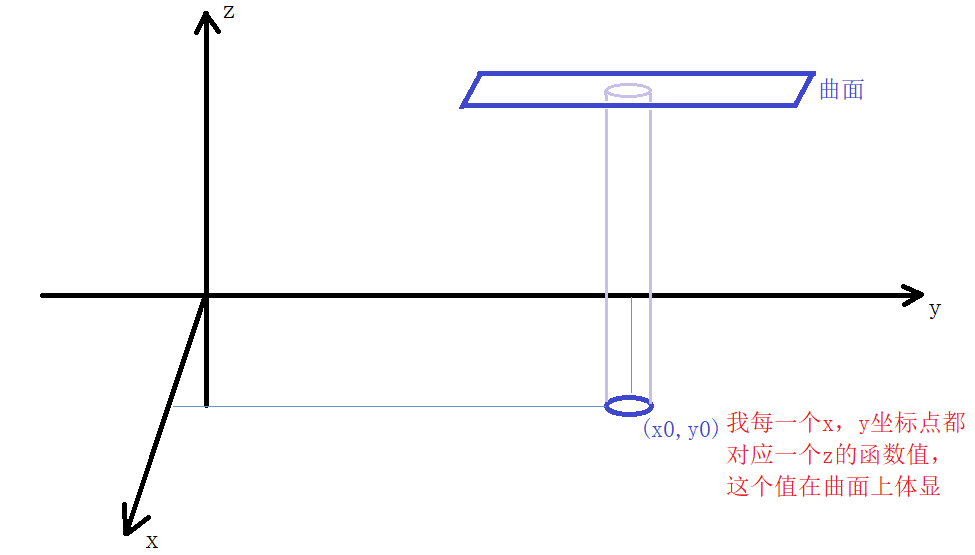 z
曲面
y
(x0,y0)
我每一个x，y坐标点都
对应一个z的函数值，
这个值在曲面上体显
x